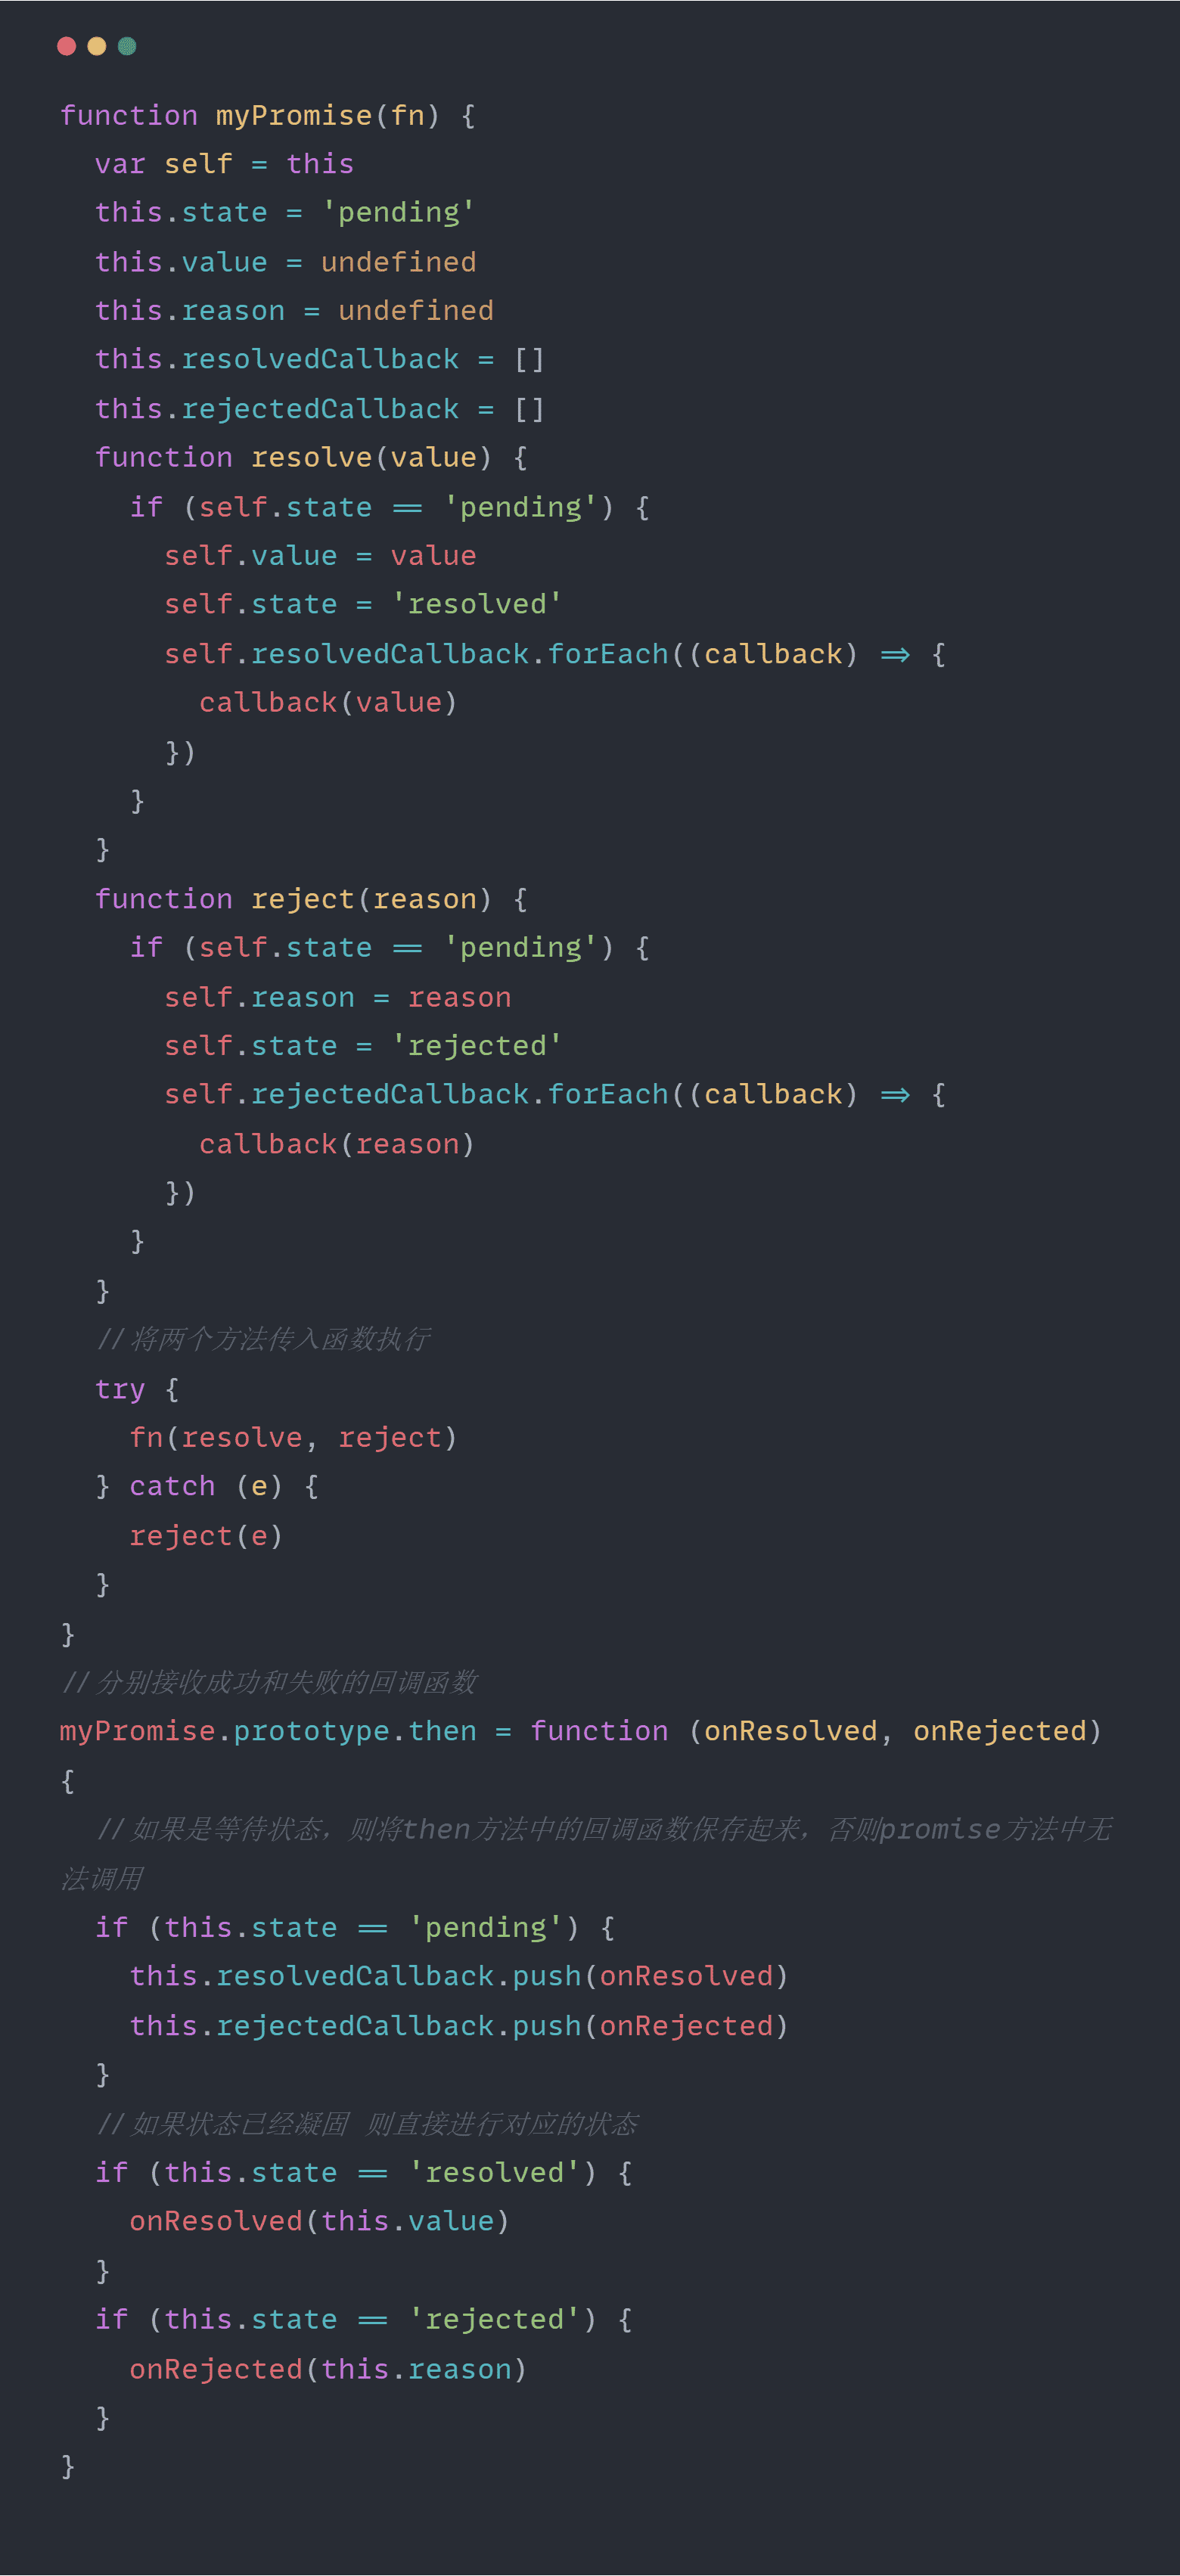 function myPromise(fn) {
  var self = this
  this.state = 'pending'
  this.value = undefined
  this.reason = undefined
  this.resolvedCallback = []
  this.rejectedCallback = []
  function resolve(value) {
    if (self.state == 'pending') {
      self.value = value
      self.state = 'resolved'
      self.resolvedCallback.forEach((callback) => {
        callback(value)
      })
    }
  }
  function reject(reason) {
    if (self.state == 'pending') {
      self.reason = reason
      self.state = 'rejected'
      self.rejectedCallback.forEach((callback) => {
        callback(reason)
      })
    }
  }
  //将两个方法传入函数执行
  try {
    fn(resolve, reject)
  } catch (e) {
    reject(e)
  }
}
//分别接收成功和失败的回调函数
myPromise.prototype.then = function (onResolved, onRejected)
{
  //如果是等待状态，则将then方法中的回调函数保存起来，否则promise方法中无
法调用
  if (this.state == 'pending') {
    this.resolvedCallback.push(onResolved)
    this.rejectedCallback.push(onRejected)
  }
  //如果状态已经凝固 则直接进行对应的状态
  if (this.state == 'resolved') {
    onResolved(this.value)
  }
  if (this.state == 'rejected') {
    onRejected(this.reason)
  }
}